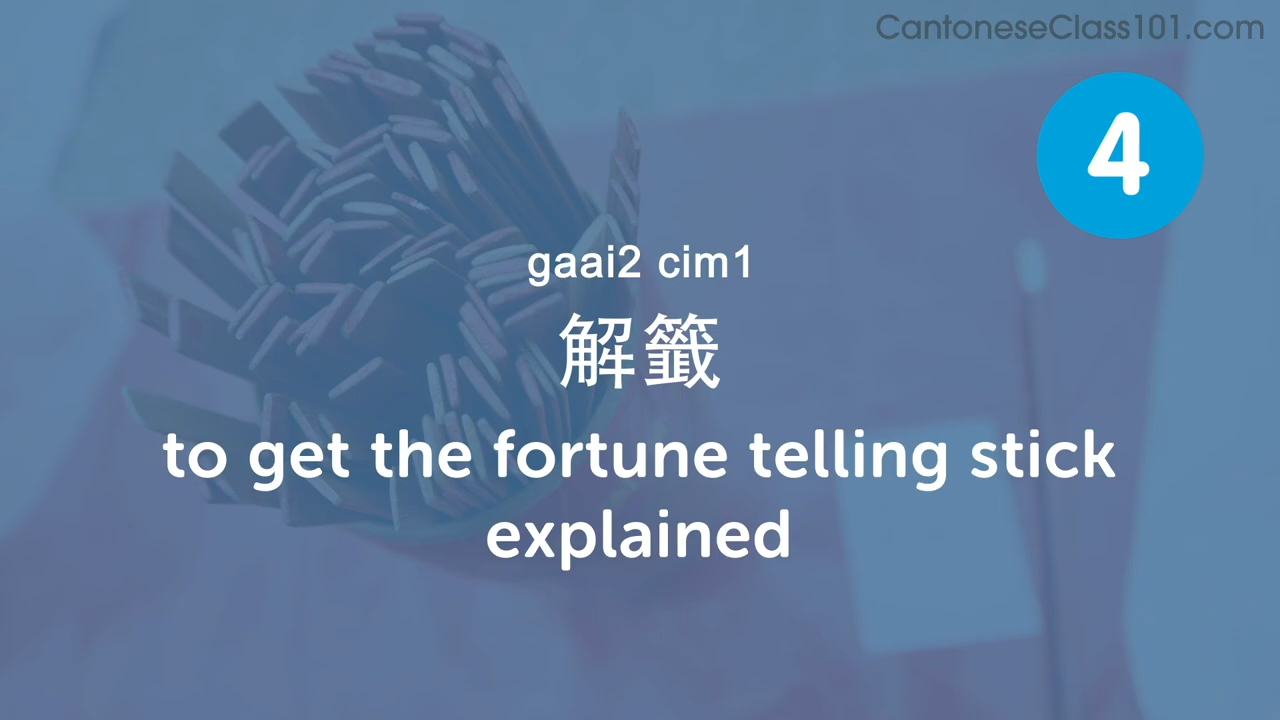 CantoneseClass101.com
4
gaai2 cim1
解籤
to get the fortune telling stick
explained